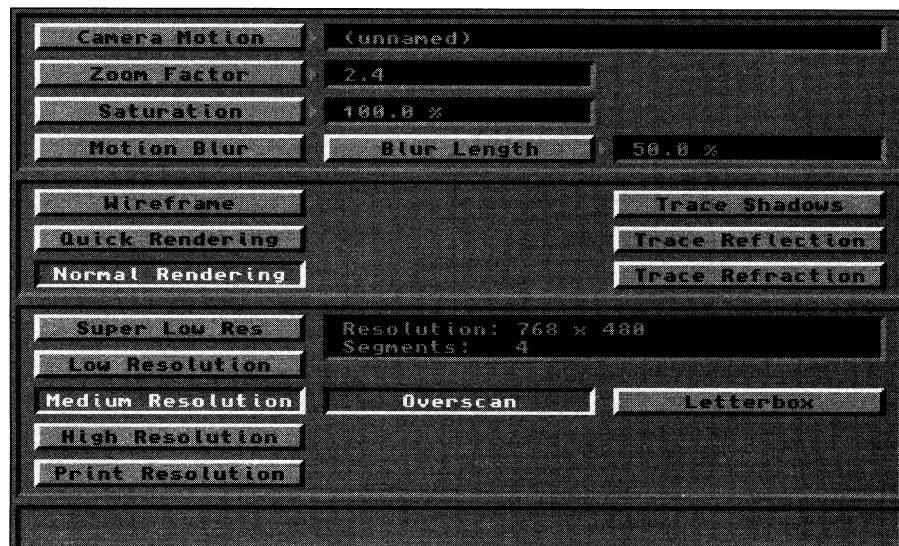 Camera Motion (unnamed)
Zoom Factor 2.4
Saturation 100.0 %
Motion Blur Blur Length 50.0 %
Wireframe Trace Shadows
Quick Rendering Trace Reflection
Normal Rendering Trace Refraction
Super Low Res Resolution: 768 x 480
Segments: 4
Low Resolution
Medium Resolution Overscan Letterbox
High Resolution
Print Resolution